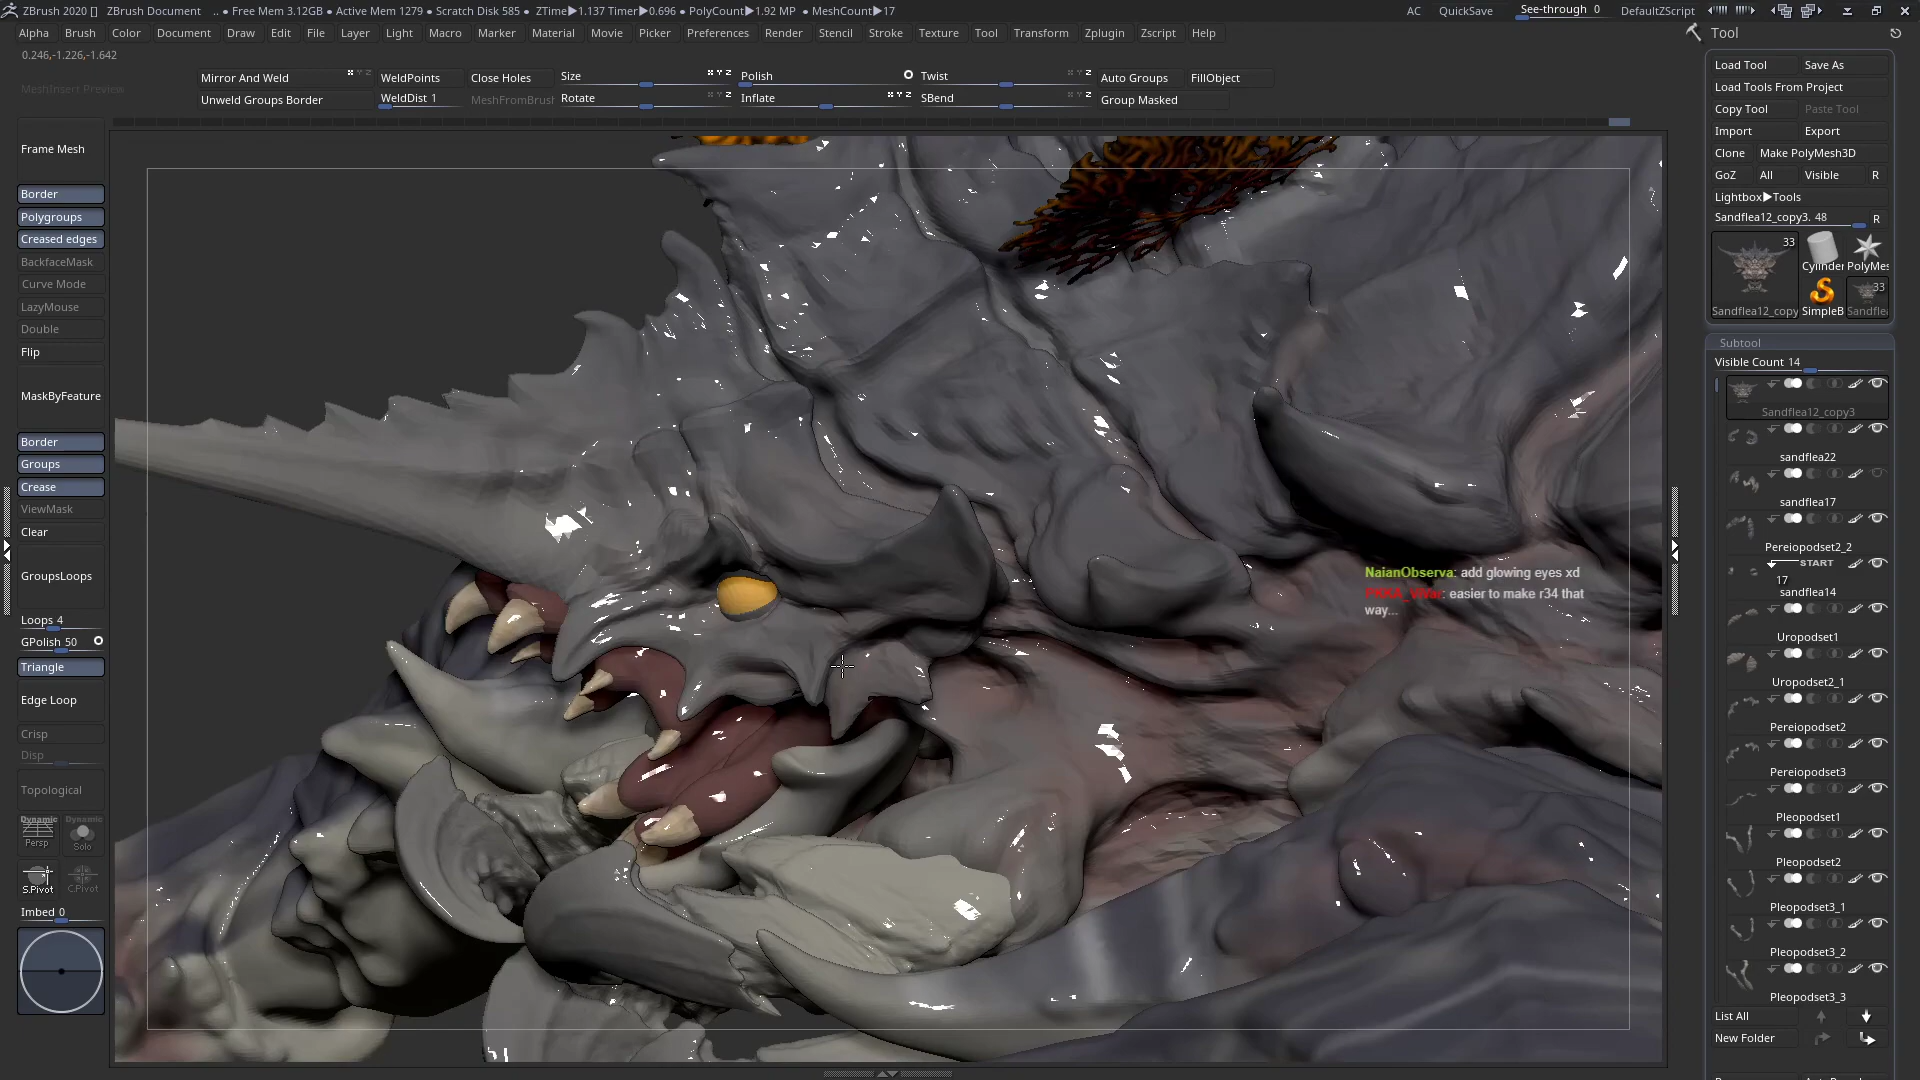 ZBrush 2020 [] ZBrush Document .. • Free Mem 3.12GB • Active Mem 1279 • Scratch Disk 585 • ZTime▶1.137 Timer▶0.696 • PolyCount▶1.92 MP • MeshCount▶17 AC QuickSave See-through 0 DefaultZScript
Alpha Brush Color Document Draw Edit File Layer Light Macro Marker Material Movie Picker Preferences Render Stencil Stroke Texture Tool Transform Zplugin Zscript Help
0.246,-1.226,-1.642
MeshInsert Preview
Mirror And Weld WeldPoints Close Holes Size Polish Twist Auto Groups FillObject
Unweld Groups Border WeldDist 1 MeshFromBrush Rotate Inflate SBend Group Masked
Frame Mesh
Border
Polygroups
Creased edges
BackfaceMask
Curve Mode
LazyMouse
Double
Flip
MaskByFeature
Border
Groups
Crease
ViewMask
Clear
GroupsLoops
Loops 4
GPolish 50
Triangle
Edge Loop
Crisp
Disp
Topological
Dynamic Dynamic
Persp Solo
S.Pivot C.Pivot
Imbed 0
NaianObserva: add glowing eyes xd
easier to make r34 that
way...
Tool
Load Tool Save As
Load Tools From Project
Copy Tool Paste Tool
Import Export
Clone Make PolyMesh3D
GoZ All Visible R
Lightbox▶Tools
Sandflea12_copy3. 48 R
33
Cylinder PolyMes
33
Sandflea12_copy SimpleB Sandflea
Subtool
Visible Count 14
Sandflea12_copy3
sandflea22
sandflea17
Pereiopodset2_2
START
17
sandflea14
Uropodset1
Uropodset2_1
Pereiopodset2
Pereiopodset3
Pleopodset1
Pleopodset2
Pleopodset3_1
Pleopodset3_2
Pleopodset3_3
List All
New Folder